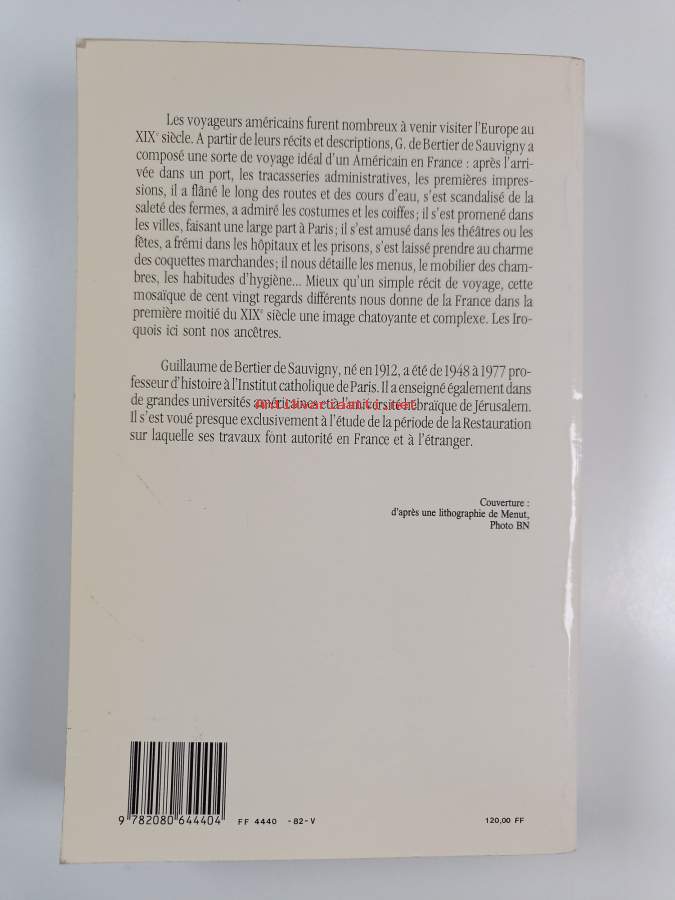 Les voyageurs américains furent nombreux à venir visiter l'Europe au
XIXe siècle. A partir de leurs récits et descriptions, G. de Bertier de Sauvigny a
composé une sorte de voyage idéal d'un Américain en France : après l'arri-
vée dans un port, les tracasseries administratives, les premières impres-
sions, il a flâné le long des routes et des cours d'eau, s'est scandalisé de la
saleté des fermes, a admiré les costumes et les coiffes ; il s'est promené dans
les villes, faisant une large part à Paris ; il s'est amusé dans les théâtres ou les
fêtes, a frémi dans les hôpitaux et les prisons, s'est laissé prendre au charme
des coquettes marchandes ; il nous détaille les menus, le mobilier des cham-
bres, les habitudes d'hygiène... Mieux qu'un simple récit de voyage, cette
mosaïque de cent vingt regards différents nous donne de la France dans la
première moitié du XIXe siècle une image chatoyante et complexe. Les Iro-
quois ici sont nos ancêtres.
Guillaume de Bertier de Sauvigny, né en 1912, a été de 1948 à 1977 pro-
fesseur d'histoire à l'Institut catholique de Paris. Il a enseigné également dans
de grandes universités américaines et à l'université hébraïque de Jérusalem.
Il s'est voué presque exclusivement à l'étude de la période de la Restauration
sur laquelle ses travaux font autorité en France et à l'étranger.
Couverture :
d'après une lithographie de Menut,
Photo BN
9 782080 644404
FF 4440 -82-V
120,00 FF